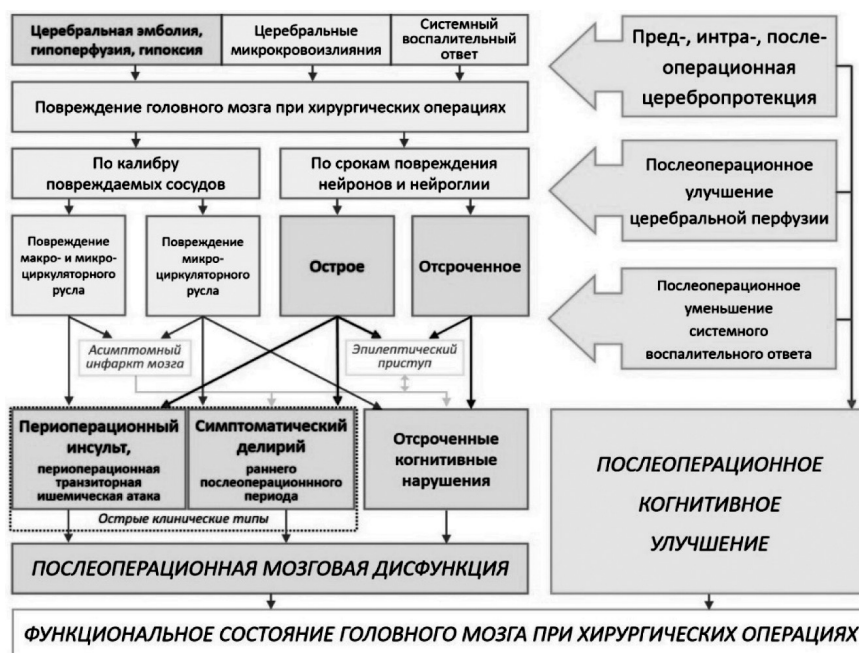 Церебральная эмболия,
гипоперфузия, гипоксия
Церебральные
микрокровоизлияния
Системный
воспалительный
ответ
Повреждение головного мозга при хирургических операциях
По калибру
повреждаемых сосудов
По срокам повреждения
нейронов и нейроглии
Повреждение
макро- и микро-
циркуляторного
русла
Повреждение
микро-
циркуляторного
русла
Острое
Отсроченное
Асимптомный
инфаркт мозга
Эпилептический
приступ
Периоперационный
инсульт,
периоперационная
транзиторная
ишемическая атака
Симптоматический
делирий
раннего
послеоперационнного
периода
Отсроченные
когнитивные
нарушения
Острые клинические типы
ПОСЛЕОПЕРАЦИОННАЯ МОЗГОВАЯ ДИСФУНКЦИЯ
Пред-, интра-, после-
операционная
церебропротекция
Послеоперационное
улучшение
церебральной перфузии
Послеоперационное
уменьшение
системного
воспалительного ответа
ПОСЛЕОПЕРАЦИОННОЕ
КОГНИТИВНОЕ
УЛУЧШЕНИЕ
ФУНКЦИОНАЛЬНОЕ СОСТОЯНИЕ ГОЛОВНОГО МОЗГА ПРИ ХИРУРГИЧЕСКИХ ОПЕРАЦИЯХ